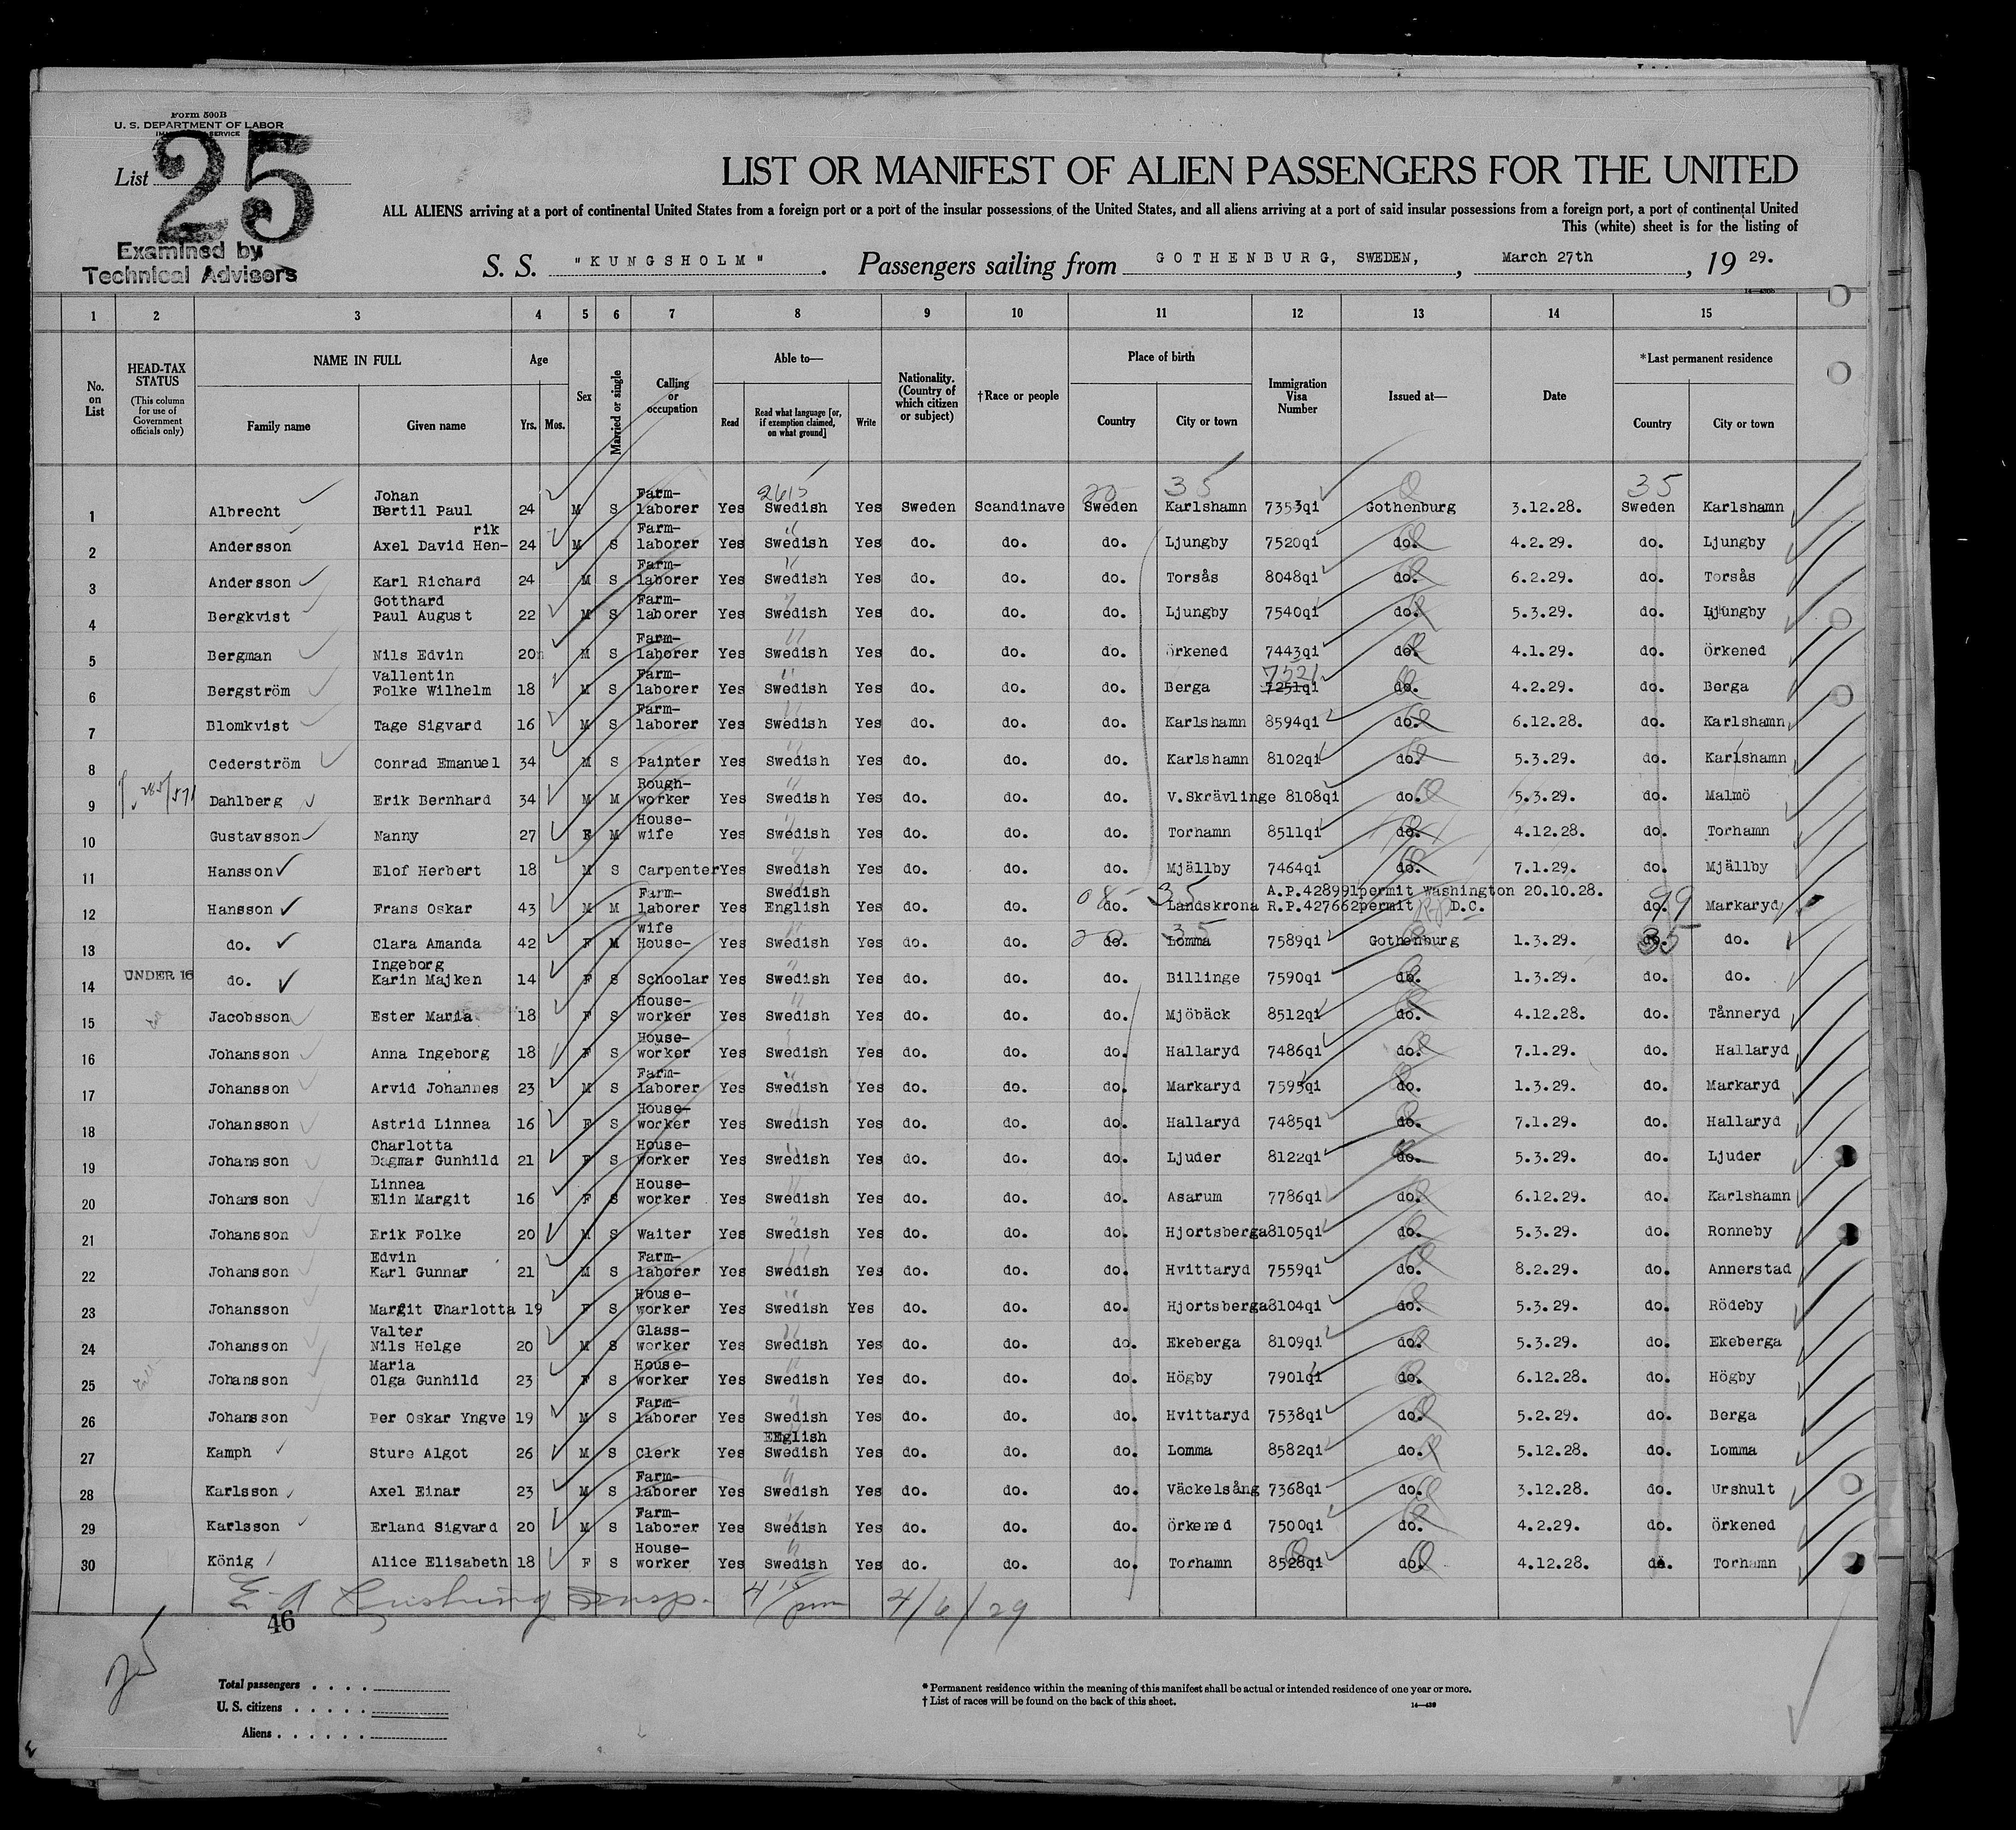 Form 500B
U. S. DEPARTMENT OF LABOR
SERVICE
List 25
Examined by
Technical Advisers
LIST OR MANIFEST OF ALIEN PASSENGERS FOR THE UNITED
ALL ALIENS arriving at a port of continental United States from a foreign port or a port of the insular possessions of the United States, and all aliens arriving at a port of said insular possessions from a foreign port, a port of continental United
This (white) sheet is for the listing of
S. S. "KUNGSHOLM". Passengers sailing from GOTHENBURG, SWEDEN, , March 27th , 19 29.
1 2 3 4 5 6 7 8 9 10 11 12 13 14 15
No. on List
HEAD-TAX STATUS (This column for use of Government officials only)
NAME IN FULL Family name Given name
Age Yrs. Mos.
Sex
Married or single
Calling or occupation
Able to— Read Read what language [or, if exemption claimed, on what ground] Write
Nationality. (Country of which citizen or subject)
†Race or people
Place of birth Country City or town
Immigration Visa Number
Issued at—
Date
*Last permanent residence Country City or town
1 Albrecht Johan Bertil Paul 24 M S Farm-laborer Yes Swedish Yes Sweden Scandinave Sweden 35 Karlshamn 7353qi Gothenburg 3.12.28. 35 Sweden Karlshamn
2 Andersson Axel David Hen-rik 24 M S Farm-laborer Yes Swedish Yes do. do. do. Ljungby 7520qi do. 4.2.29. do. Ljungby
3 Andersson Karl Richard 24 M S Farm-laborer Yes Swedish Yes do. do. do. Torsås 8048qi do. 6.2.29. do. Torsås
4 Bergkvist Gotthard Paul August 22 M S Farm-laborer Yes Swedish Yes do. do. do. Ljungby 7540qi do. 5.3.29. do. Ljungby
5 Bergman Nils Edvin 20 M S Farm-laborer Yes Swedish Yes do. do. do. Örkened 7443qi do. 4.1.29. do. Örkened
6 Bergström Vallentin Folke Wilhelm 18 M S Farm-laborer Yes Swedish Yes do. do. do. Berga 7521 7251qi do. 4.2.29. do. Berga
7 Blomkvist Tage Sigvard 16 M S Farm-laborer Yes Swedish Yes do. do. do. Karlshamn 8594qi do. 6.12.28. do. Karlshamn
8 Cederström Conrad Emanuel 34 M S Painter Yes Swedish Yes do. do. do. Karlshamn 8102qi do. 5.3.29. do. Karlshamn
9 Dahlberg Erik Bernhard 34 M M Rough-worker Yes Swedish Yes do. do. do. V.Skrävlinge 8108qi do. 5.3.29. do. Malmö
10 Gustavsson Nanny 27 F M House-wife Yes Swedish Yes do. do. do. Torhamn 8511qi do. 4.12.28. do. Torhamn
11 Hansson Elof Herbert 18 M S Carpenter Yes Swedish Yes do. do. do. Mjällby 7464qi do. 7.1.29. do. Mjällby
12 Hansson Frans Oskar 43 M M Farm-laborer Yes Swedish English Yes do. do. do. 35 Landskrona A.P.428991permit Washington 20.10.28. R.P.427662permit D.C. do. 99 Markaryd
13 do. Clara Amanda 42 F M wife House- Yes Swedish Yes do. do. do. 35 Lomma 7589qi Gothenburg 1.3.29. do. 35 do.
14 UNDER 16 do. Ingeborg Karin Majken 14 F S Schoolar Yes Swedish Yes do. do. do. Billinge 7590qi do. 1.3.29. do. do.
15 Jacobsson Ester Maria 18 F S House-worker Yes Swedish Yes do. do. do. Mjöbäck 8512qi do. 4.12.28. do. Tånneryd
16 Johansson Anna Ingeborg 18 F S House-worker Yes Swedish Yes do. do. do. Hallaryd 7486qi do. 7.1.29. do. Hallaryd
17 Johansson Arvid Johannes 23 M S Farm-laborer Yes Swedish Yes do. do. do. Markaryd 7595qi do. 1.3.29. do. Markaryd
18 Johansson Astrid Linnea 16 F S House-worker Yes Swedish Yes do. do. do. Hallaryd 7485qi do. 7.1.29. do. Hallaryd
19 Johansson Charlotta Dagmar Gunhild 21 F S House-worker Yes Swedish Yes do. do. do. Ljuder 8122qi do. 5.3.29. do. Ljuder
20 Johansson Linnea Elin Margit 16 F S House-worker Yes Swedish Yes do. do. do. Asarum 7786qi do. 6.12.29. do. Karlshamn
21 Johansson Erik Folke 20 M S Waiter Yes Swedish Yes do. do. do. Hjortsberga 8105qi do. 5.3.29. do. Ronneby
22 Johansson Edvin Karl Gunnar 21 M S Farm-laborer Yes Swedish Yes do. do. do. Hvittaryd 7559qi do. 8.2.29. do. Annerstad
23 Johansson Margit Charlotta 19 F S House-worker Yes Swedish Yes do. do. do. Hjortsberga 8104qi do. 5.3.29. do. Rödeby
24 Johansson Valter Nils Helge 20 M S Glass-worker Yes Swedish Yes do. do. do. Ekeberga 8109qi do. 5.3.29. do. Ekeberga
25 Johansson Maria Olga Gunhild 23 F S House-worker Yes Swedish Yes do. do. do. Högby 7901qi do. 6.12.28. do. Högby
26 Johansson Per Oskar Yngve 19 M S Farm-laborer Yes Swedish Yes do. do. do. Hvittaryd 7538qi do. 5.2.29. do. Berga
27 Kamph Sture Algot 26 M S Clerk Yes EEglish Swedish Yes do. do. do. Lomma 8582qi do. 5.12.28. do. Lomma
28 Karlsson Axel Einar 23 M S Farm-laborer Yes Swedish Yes do. do. do. Väckelsång 7368qi do. 3.12.28. do. Urshult
29 Karlsson Erland Sigvard 20 M S Farm-laborer Yes Swedish Yes do. do. do. Örkened 7500qi do. 4.2.29. do. Örkened
30 König Alice Elisabeth 18 F S House-worker Yes Swedish Yes do. do. do. Torhamn 8528qi do. 4.12.28. do. Torhamn
E-A Cushing Insp. 4 15 pm 4/6/29
46
Total passengers . . . .
U. S. citizens . . . . .
Aliens . . . . . .
* Permanent residence within the meaning of this manifest shall be actual or intended residence of one year or more.
† List of races will be found on the back of this sheet.
14—430